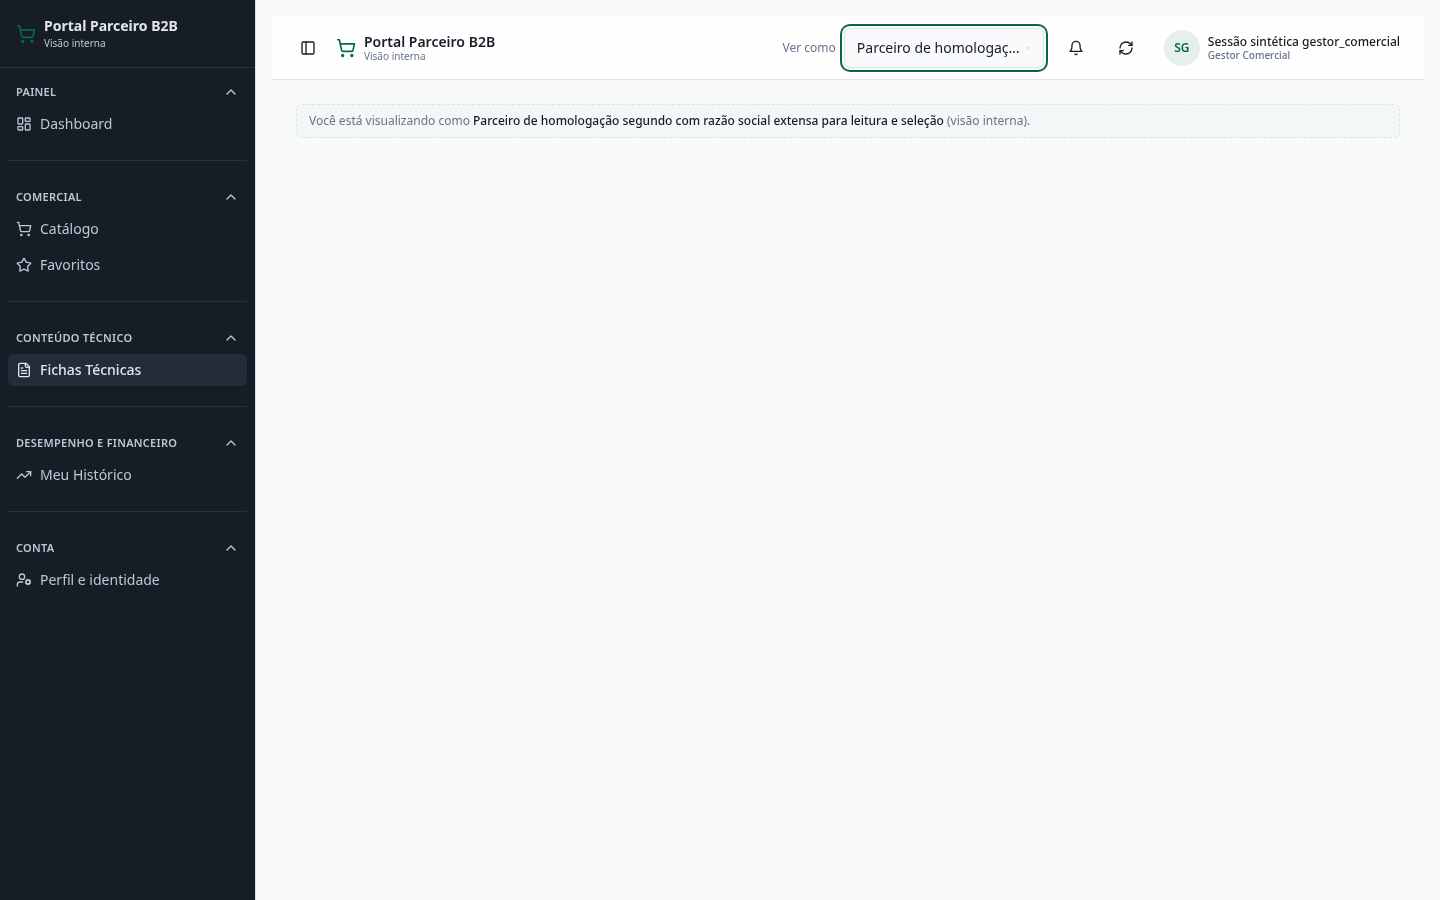 Portal Parceiro B2B
Visão interna
PAINEL
Dashboard
COMERCIAL
Catálogo
Favoritos
CONTEÚDO TÉCNICO
Fichas Técnicas
DESEMPENHO E FINANCEIRO
Meu Histórico
CONTA
Perfil e identidade
Portal Parceiro B2B
Visão interna
Ver como
Parceiro de homologaç...
SG
Sessão sintética gestor_comercial
Gestor Comercial
Você está visualizando como Parceiro de homologação segundo com razão social extensa para leitura e seleção (visão interna).